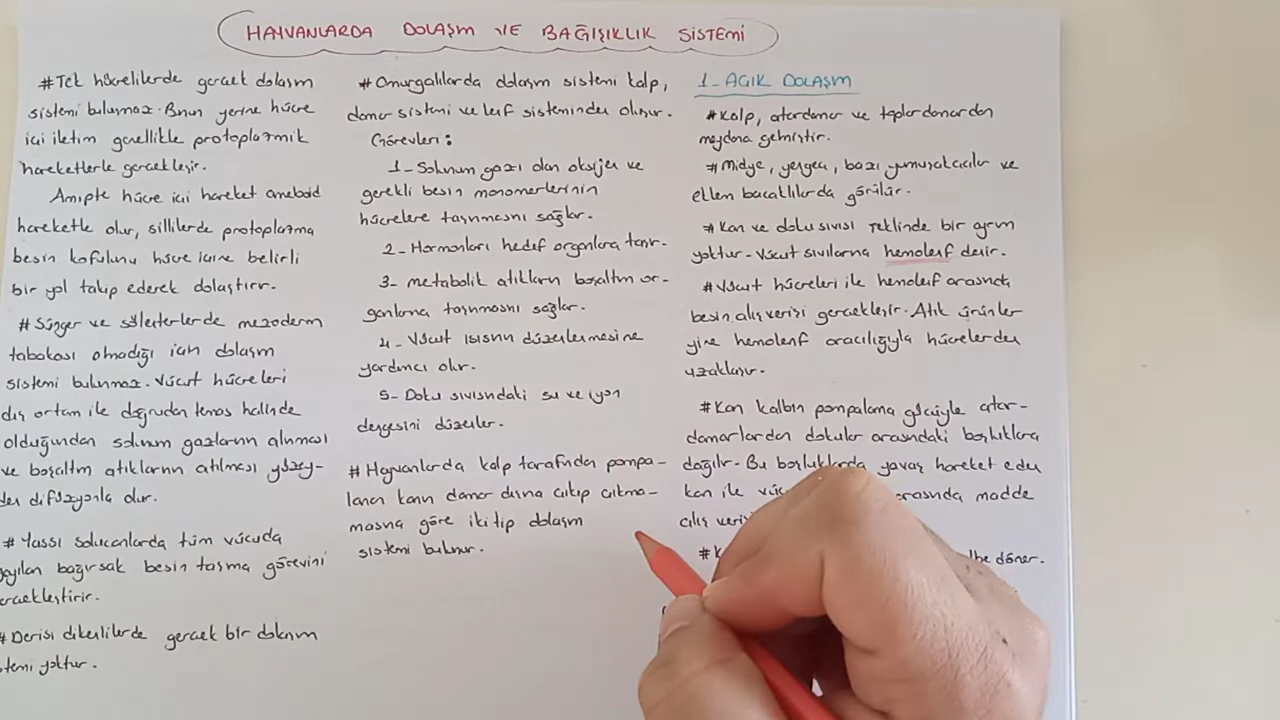 HAYVANLARDA DOLAŞIM VE BAĞIŞIKLIK SİSTEMİ
# Tek hücrelilerde gerçek dolaşım
sistemi bulunmaz. Bunun yerine hücre
içi iletim genellikle protoplazmik
hareketlerle gerçekleşir.
Amipte hücre içi hareket ameboid
hareketle olur, sillilerde protoplazma
besin kofulunu hücre içine belirli
bir yol takip ederek dolaştırır.
# Sünger ve sölenterlerde mezoderm
tabakası olmadığı için dolaşım
sistemi bulunmaz. Vücut hücreleri
dış ortam ile doğrudan temas halinde
olduğundan solunum gazlarının alınması
ve boşaltım atıklarının atılması yüzey-
den difüzyonla olur.
# Yassı solucanlarda tüm vücuda
yayılan bağırsak besin taşıma görevini
gerçekleştirir.
# Derisi dikenlilerde gerçek bir dolaşım
sistemi yoktur.
# Omurgalılarda dolaşım sistemi kalp,
damar sistemi ve lenf sisteminden oluşur.
Görevleri:
1- Solunum gazı olan oksijen ve
gerekli besin monomerlerinin
hücrelere taşınmasını sağlar.
2- Hormonları hedef organlara taşır.
3- metabolik atıkların boşaltım or-
ganlarına taşınmasını sağlar.
4- Vücut ısısının düzenlenmesine
yardımcı olur.
5- Doku sıvısındaki su ve iyon
dengesini düzenler.
# Hayvanlarda kalp tarafından pompa-
lanan kanın damar dışına çıkıp çıkma-
masına göre iki tip dolaşım
sistemi bulunur.
1- AÇIK DOLAŞIM
# Kalp, atardamar ve toplardamardan
meydana gelmiştir.
# Midye, yengeç, bazı yumuşakçalar ve
eklem bacaklılarda görülür.
# Kan ve doku sıvısı şeklinde bir ayrım
yoktur. Vücut sıvılarına hemolenf denir.
# Vücut hücreleri ile hemolenf arasında
besin alış verişi gerçekleşir. Atık ürünler
yine hemolenf aracılığıyla hücrelerden
uzaklaşır.
# Kan kalbin pompalama gücüyle atar-
damarlardan dokular arasındaki boşluklara
dağılır. Bu boşluklarda yavaş hareket eden
kan ile arasında madde
alış
# döner.